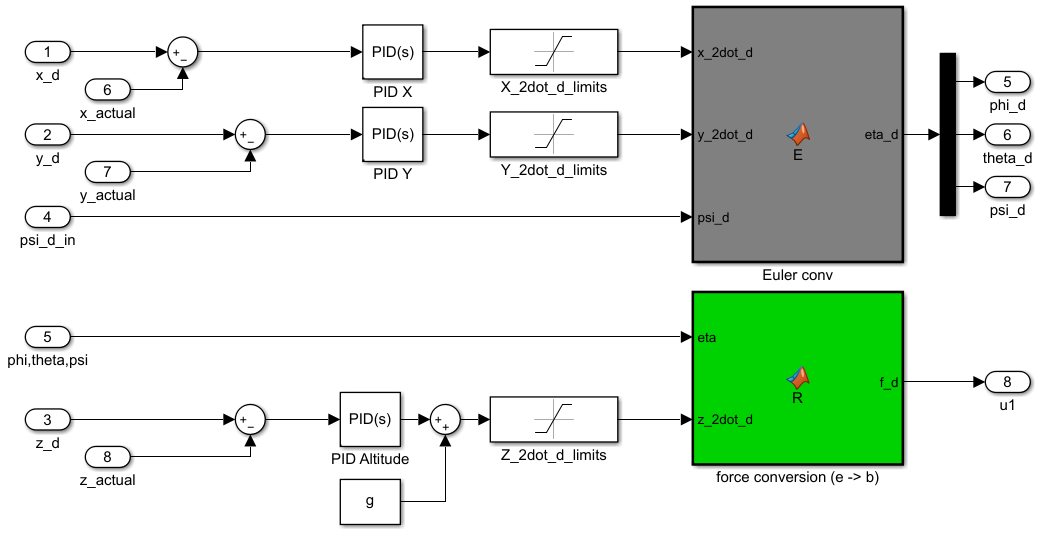 1
x_d
+
−
6
x_actual
PID(s)
PID X
X_2dot_d_limits
x_2dot_d
2
y_d
+
−
7
y_actual
PID(s)
PID Y
Y_2dot_d_limits
y_2dot_d
E
eta_d
4
psi_d_in
psi_d
Euler conv
5
phi_d
6
theta_d
7
psi_d
5
phi,theta,psi
eta
3
z_d
+
−
8
z_actual
PID(s)
PID Altitude
+
+
g
Z_2dot_d_limits
z_2dot_d
R
f_d
force conversion (e -> b)
8
u1